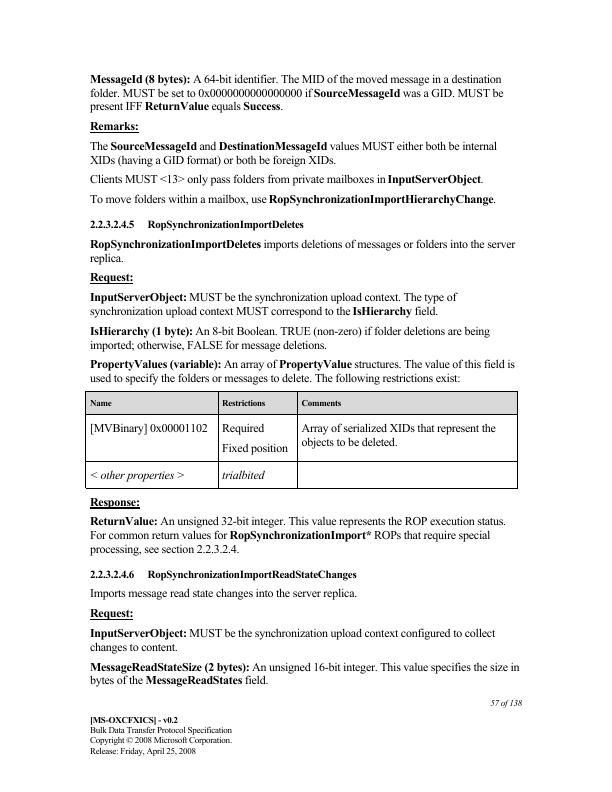 MessageId (8 bytes): A 64-bit identifier. The MID of the moved message in a destination
folder. MUST be set to 0x0000000000000000 if SourceMessageId was a GID. MUST be
present IFF ReturnValue equals Success.
Remarks:
The SourceMessageId and DestinationMessageId values MUST either both be internal
XIDs (having a GID format) or both be foreign XIDs.
Clients MUST <13> only pass folders from private mailboxes in InputServerObject.
To move folders within a mailbox, use RopSynchronizationImportHierarchyChange.
2.2.3.2.4.5 RopSynchronizationImportDeletes
RopSynchronizationImportDeletes imports deletions of messages or folders into the server
replica.
Request:
InputServerObject: MUST be the synchronization upload context. The type of
synchronization upload context MUST correspond to the IsHierarchy field.
IsHierarchy (1 byte): An 8-bit Boolean. TRUE (non-zero) if folder deletions are being
imported; otherwise, FALSE for message deletions.
PropertyValues (variable): An array of PropertyValue structures. The value of this field is
used to specify the folders or messages to delete. The following restrictions exist:
Name Restrictions Comments
[MVBinary] 0x00001102 Required Array of serialized XIDs that represent the
Fixed position objects to be deleted.
< other properties > trialbited
Response:
ReturnValue: An unsigned 32-bit integer. This value represents the ROP execution status.
For common return values for RopSynchronizationImport* ROPs that require special
processing, see section 2.2.3.2.4.
2.2.3.2.4.6 RopSynchronizationImportReadStateChanges
Imports message read state changes into the server replica.
Request:
InputServerObject: MUST be the synchronization upload context configured to collect
changes to content.
MessageReadStateSize (2 bytes): An unsigned 16-bit integer. This value specifies the size in
bytes of the MessageReadStates field.
57 of 138
[MS-OXCFXICS] - v0.2
Bulk Data Transfer Protocol Specification
Copyright © 2008 Microsoft Corporation.
Release: Friday, April 25, 2008